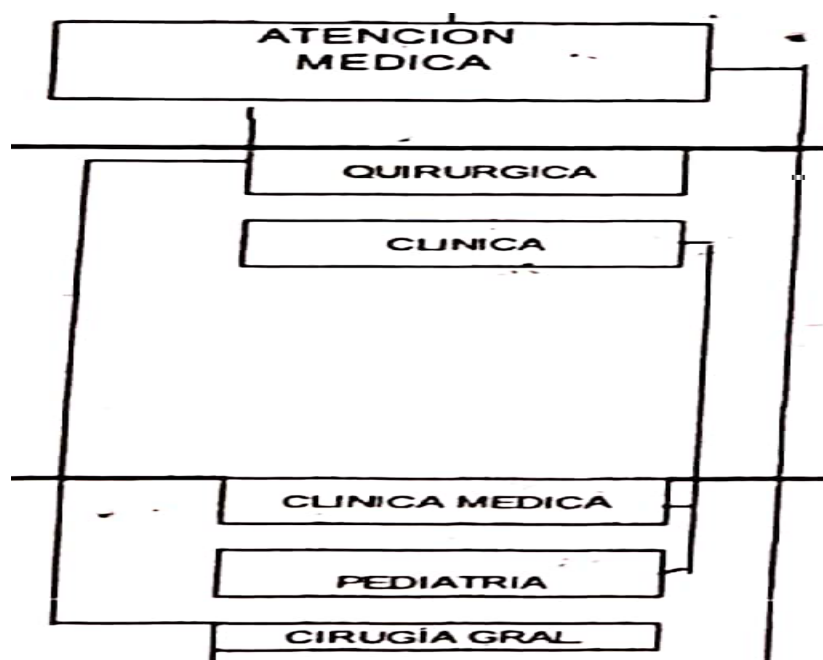 ATENCION
MEDICA
QUIRURGICA
CLINICA
CLINICA MEDICA
PEDIATRIA
CIRUGÍA GRAL